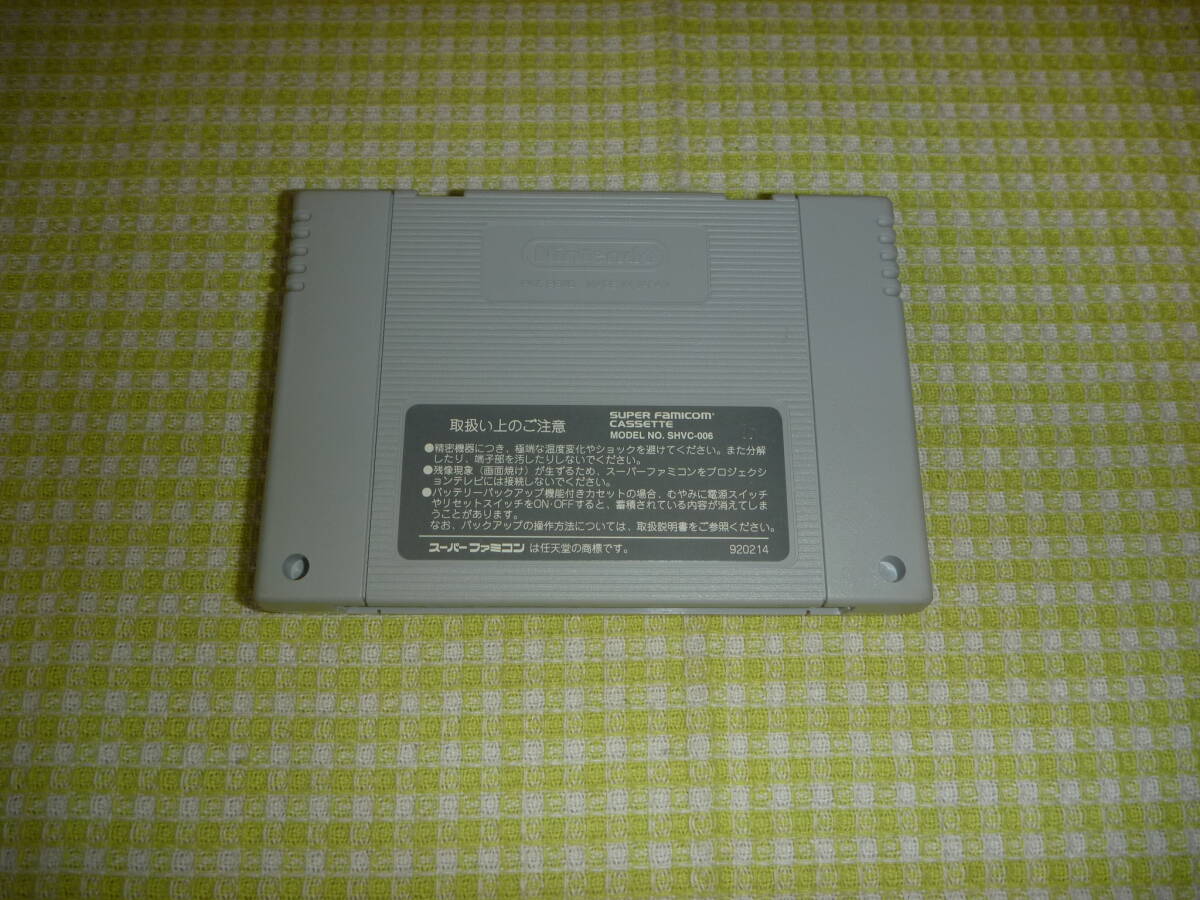 Nintendo
MADE IN JAPAN
取扱い上のご注意
SUPER FAMICOM
CASSETTE
MODEL NO. SHVC-006
●精密機器につき、極端な温度変化やショックを避けてください。また分解
したり、端子部を汚したりしないでください。
●残像現象（画面焼け）が生ずるため、スーパーファミコンをプロジェクシ
ョンテレビには接続しないでください。
●バッテリーバックアップ機能付きカセットの場合、むやみに電源スイッチ
やリセットスイッチをON·OFFすると、蓄積されている内容が消えてしま
うことがあります。
なお、バックアップの操作方法については、取扱説明書をご参照ください。
スーパーファミコン は任天堂の商標です。
920214